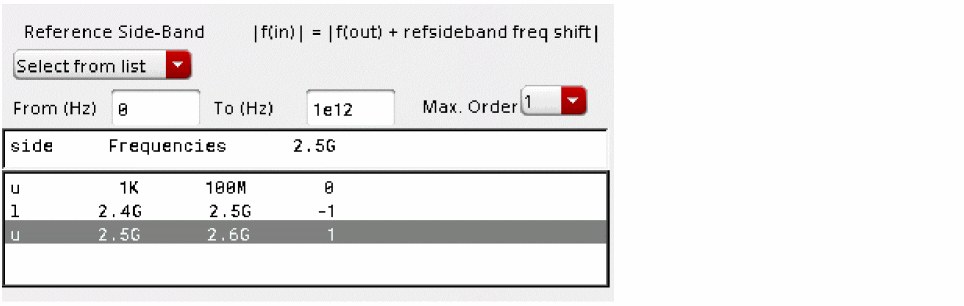 Reference Side-Band |f(in)| = |f(out) + refsideband freq shift|
Select from list
From (Hz) 0 To (Hz) 1e12 Max. Order 1
side Frequencies 2.5G
u 1K 100M 0
l 2.4G 2.5G -1
u 2.5G 2.6G 1